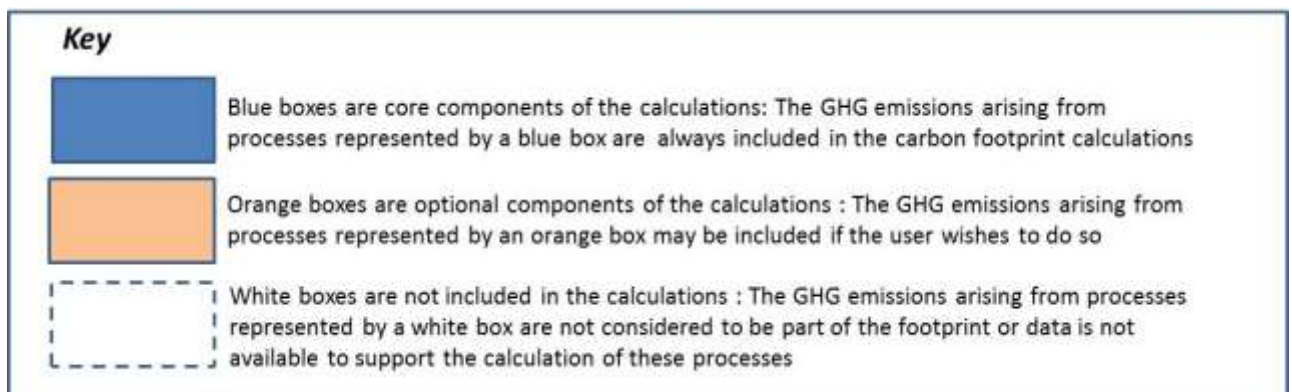 Key
Blue boxes are core components of the calculations: The GHG emissions arising from
processes represented by a blue box are always included in the carbon footprint calculations
Orange boxes are optional components of the calculations : The GHG emissions arising from
processes represented by an orange box may be included if the user wishes to do so
White boxes are not included in the calculations : The GHG emissions arising from processes
represented by a white box are not considered to be part of the footprint or data is not
available to support the calculation of these processes